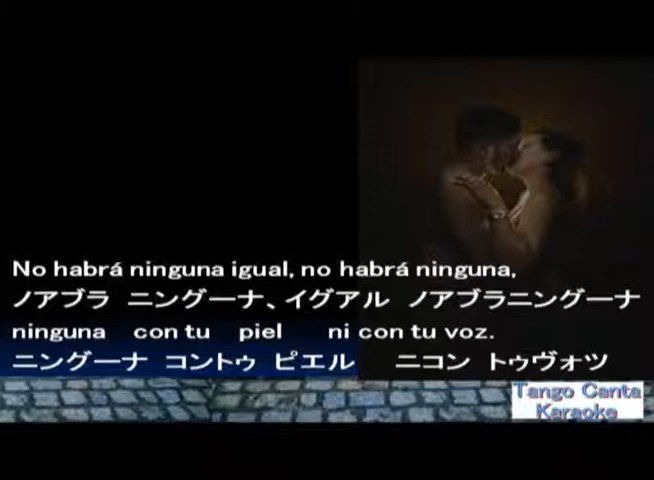 No habrá ninguna igual, no habrá ninguna,
ノアブラ ニングーナ、イグアル ノアブラニングーナ
ninguna con tu piel ni con tu voz.
ニングーナ コントゥ ピエル ニコン トゥヴォツ
Tango Canta
Karaoke